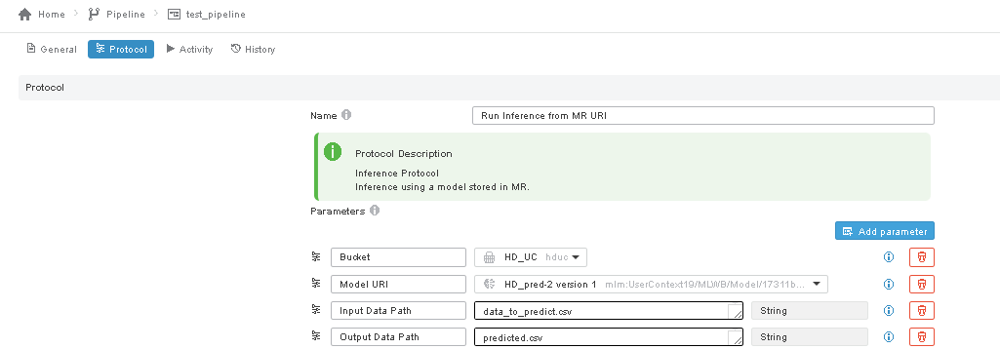 Home > Pipeline > test_pipeline
General Protocol Activity History
Protocol
Name Run Inference from MR URI
Protocol Description
Inference Protocol
Inference using a model stored in MR.
Parameters
Add parameter
Bucket HD_UC hduc
Model URI HD_pred-2 version 1 mlm:UserContext19/MLWB/Model/17311b...
Input Data Path data_to_predict.csv String
Output Data Path predicted.csv String